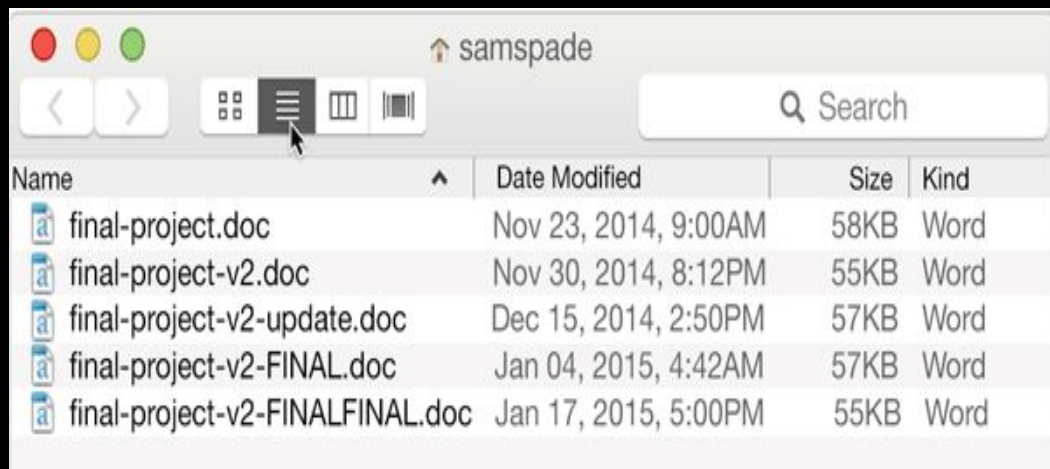 samspade
Search
Name Date Modified Size Kind
final-project.doc Nov 23, 2014, 9:00AM 58KB Word
final-project-v2.doc Nov 30, 2014, 8:12PM 55KB Word
final-project-v2-update.doc Dec 15, 2014, 2:50PM 57KB Word
final-project-v2-FINAL.doc Jan 04, 2015, 4:42AM 57KB Word
final-project-v2-FINALFINAL.doc Jan 17, 2015, 5:00PM 55KB Word